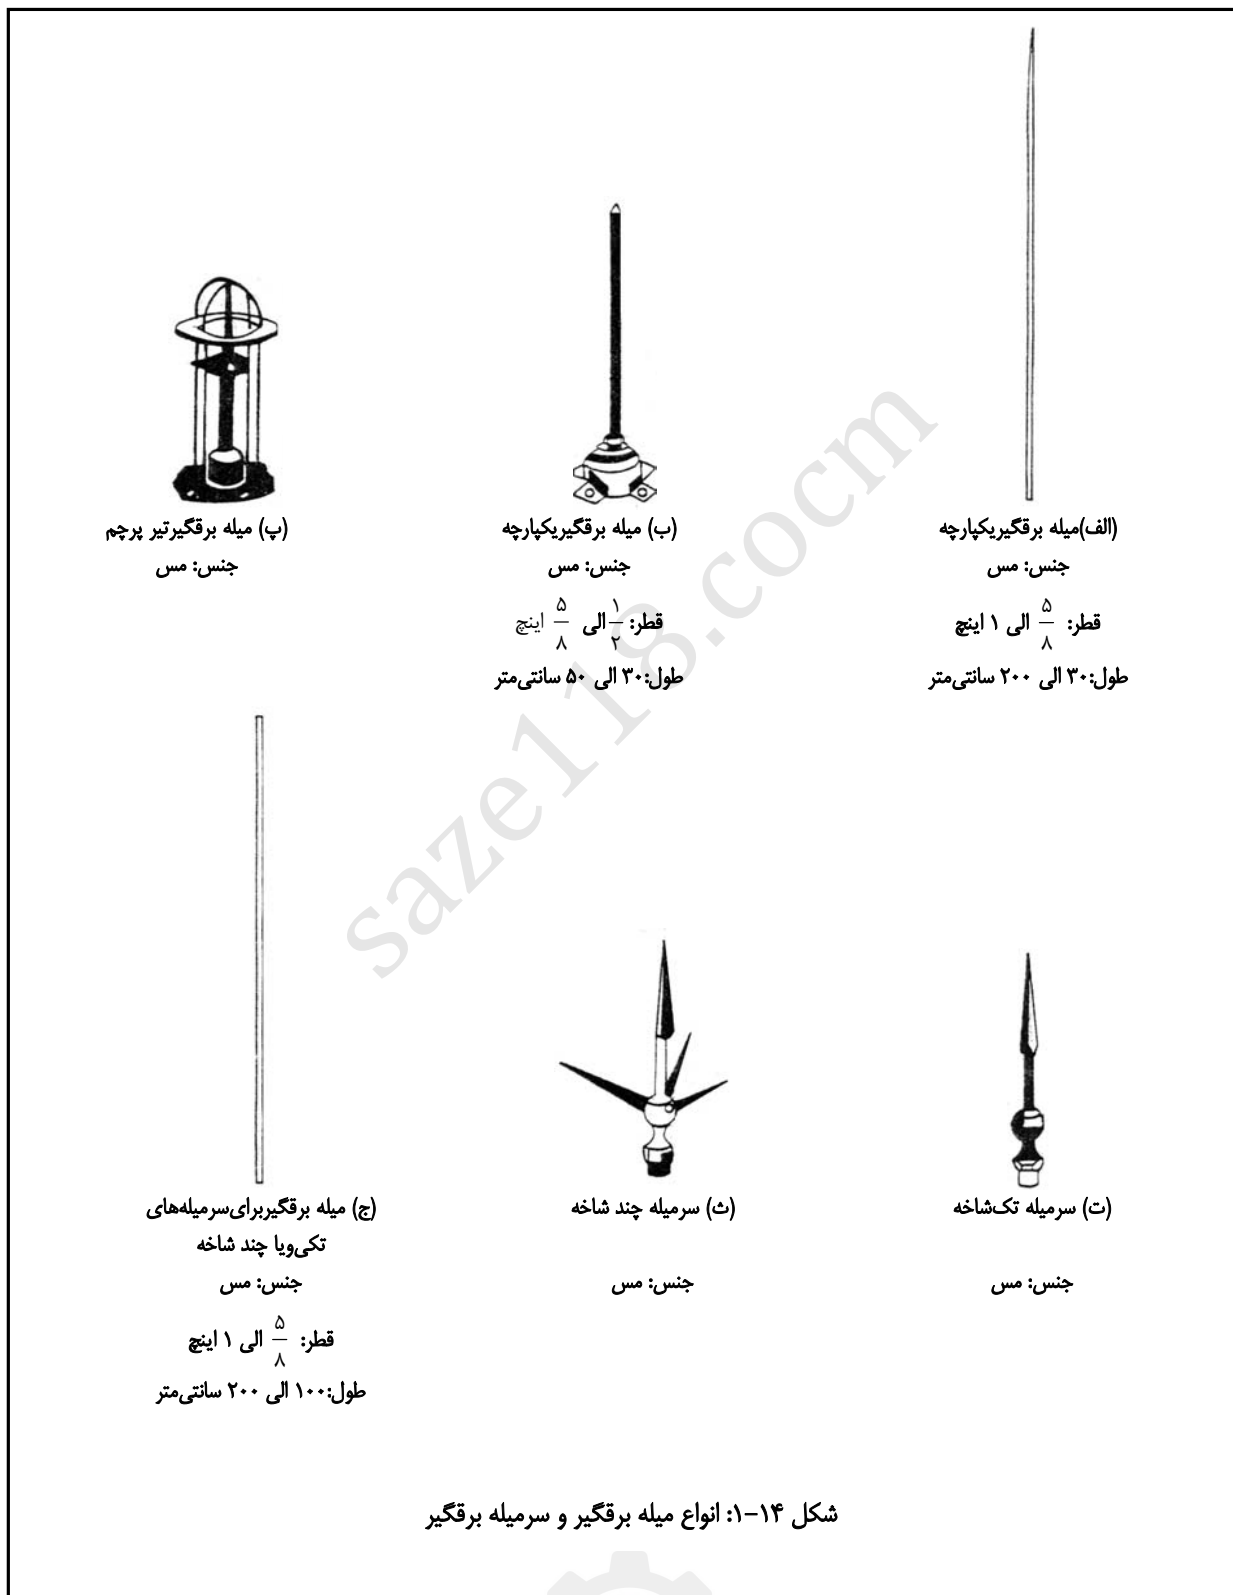 (الف)میله برقگیریکپارچه
جنس: مس
قطر: ۵/۸ الی ۱ اینچ
طول:۳۰ الی ۲۰۰ سانتی‌متر
(ب) میله برقگیریکپارچه
جنس: مس
قطر: ۱/۲ الی ۵/۸ اینچ
طول:۳۰ الی ۵۰ سانتی‌متر
(پ) میله برقگیرتیر پرچم
جنس: مس
(ت) سرمیله تک‌شاخه
جنس: مس
(ث) سرمیله چند شاخه
جنس: مس
(ج) میله برقگیربرای‌سرمیله‌های
تکی‌ویا چند شاخه
جنس: مس
قطر: ۵/۸ الی ۱ اینچ
طول:۱۰۰ الی ۲۰۰ سانتی‌متر
شکل ۱۴-۱: انواع میله برقگیر و سرمیله برقگیر
saze118.cocm